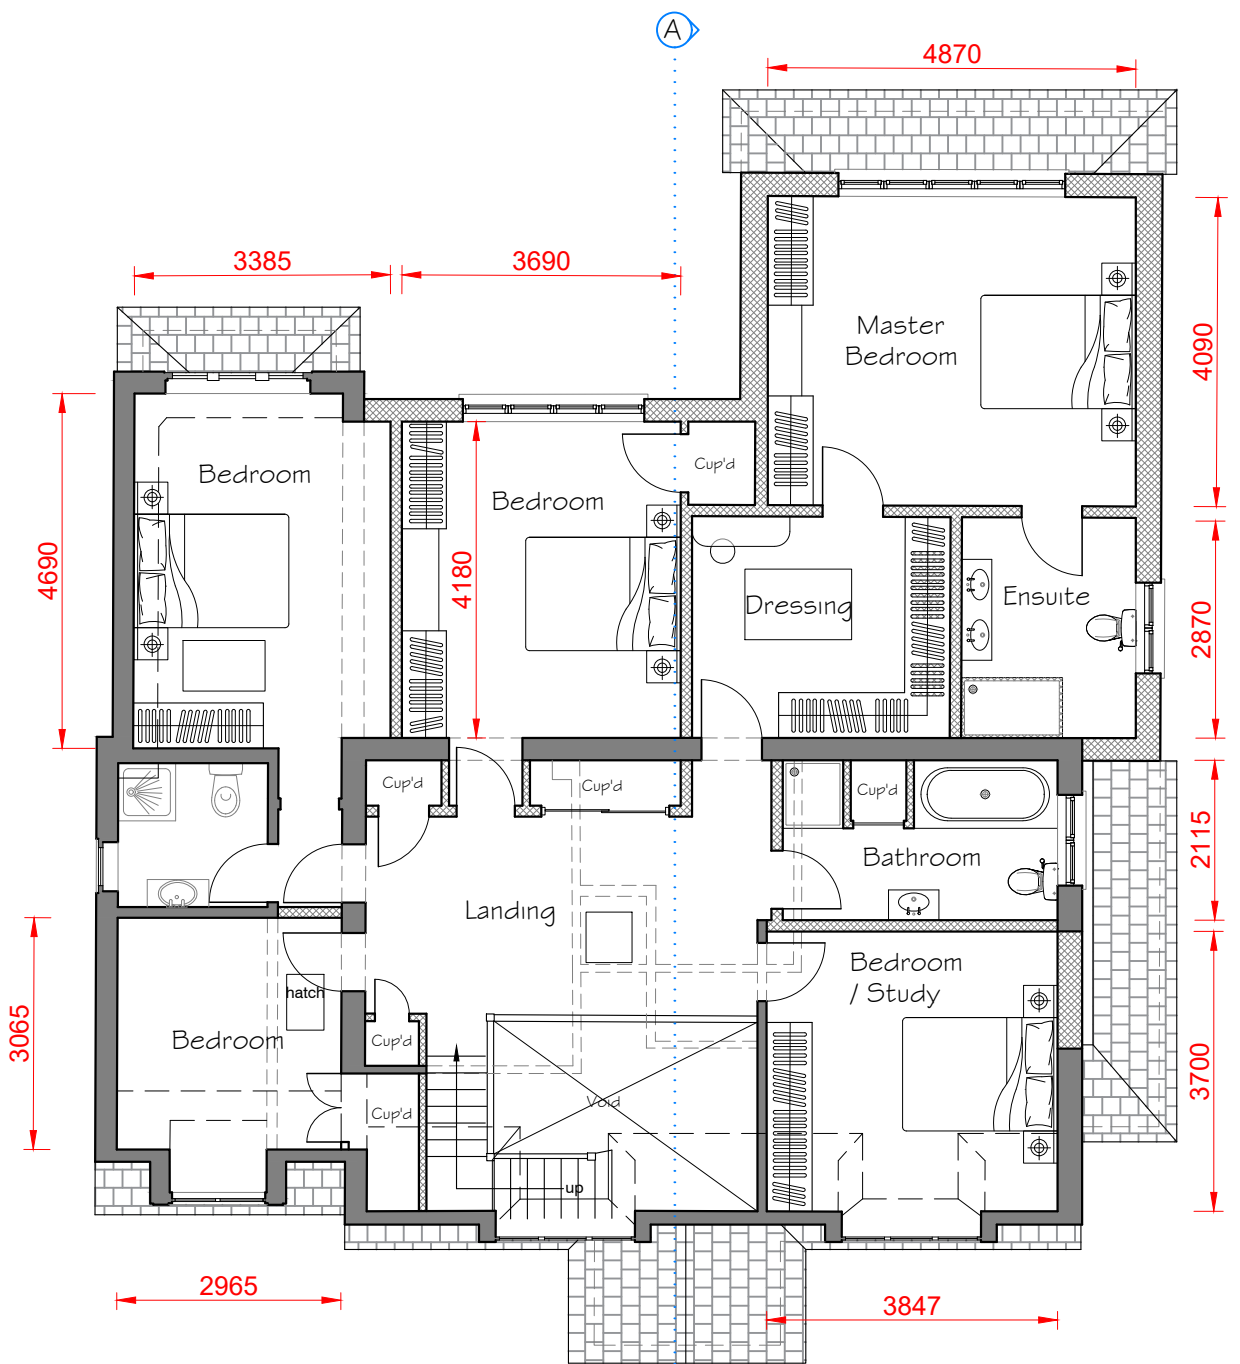 A
4870
3385
3690
Master
Bedroom
4090
Bedroom
Cup'd
Bedroom
4690
4180
Dressing
Ensuite
2870
Cup'd
Cup'd
Cup'd
2115
Bathroom
Landing
Bedroom
/ Study
hatch
3065
Bedroom
Cup'd
3700
Cup'd
Void
up
2965
3847